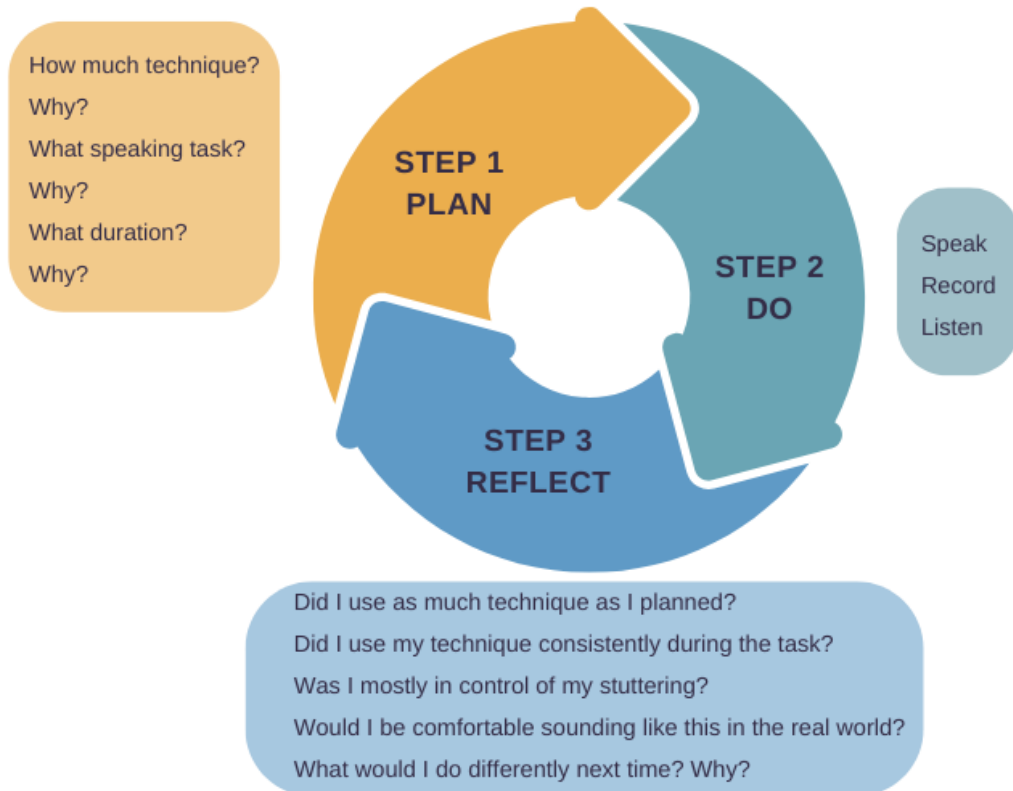 How much technique?
Why?
What speaking task?
Why?
What duration?
Why?
STEP 1
PLAN
STEP 2
DO
Speak
Record
Listen
STEP 3
REFLECT
Did I use as much technique as I planned?
Did I use my technique consistently during the task?
Was I mostly in control of my stuttering?
Would I be comfortable sounding like this in the real world?
What would I do differently next time? Why?